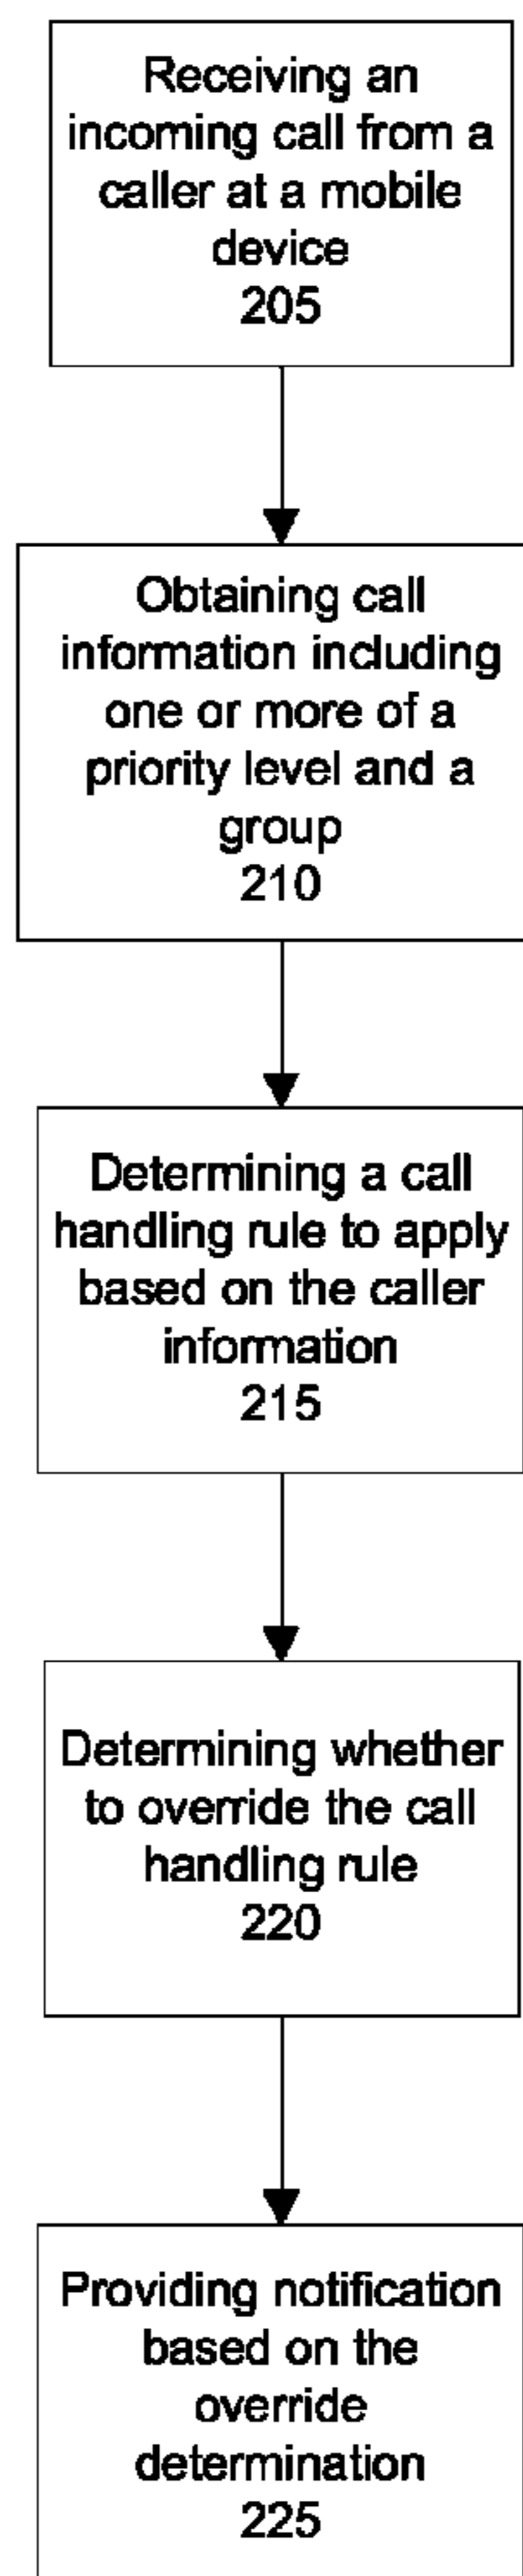 Receiving an
incoming call from a
caller at a mobile
device
205
Obtaining call
information including
one or more of a
priority level and a
group
210
Determining a call
handling rule to apply
based on the caller
information
215
Determining whether
to override the call
handling rule
220
Providing notification
based on the
override
determination
225